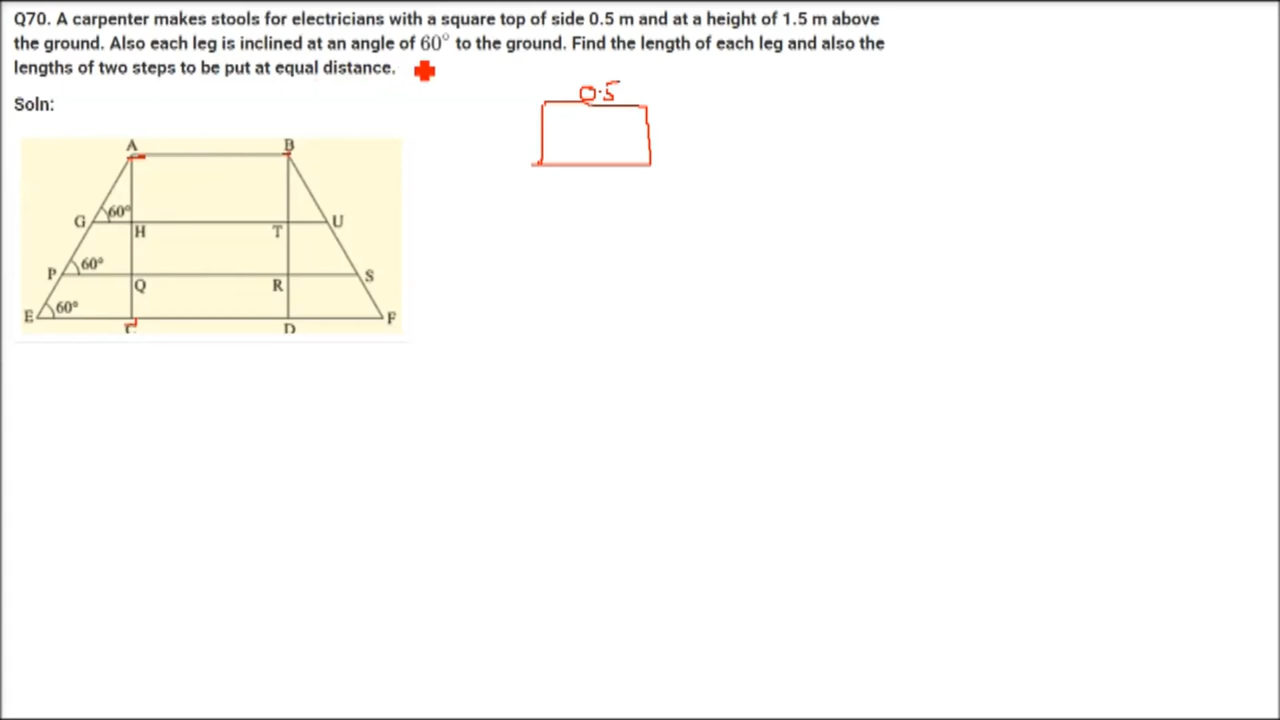 Q70. A carpenter makes stools for electricians with a square top of side 0.5 m and at a height of 1.5 m above
the ground. Also each leg is inclined at an angle of 60° to the ground. Find the length of each leg and also the
lengths of two steps to be put at equal distance.
Soln:
0.5
A B
G 60° H T U
P 60° Q R S
E 60° C D F